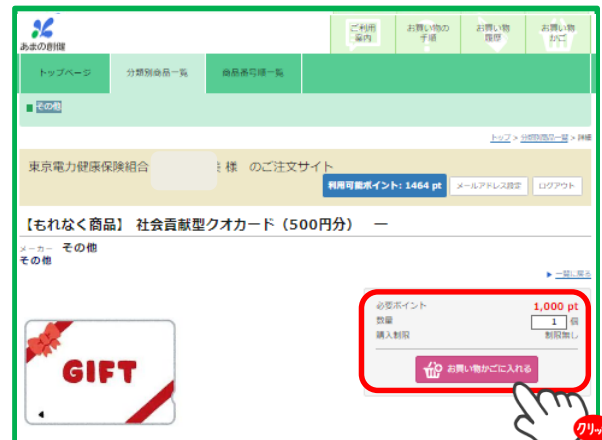 あまの創健
ご利用
案内
お買い物の
手順
お買い物
履歴
お買い物
かご
トップページ
分類別商品一覧
商品番号順一覧
■ その他
トップ > 分類別商品一覧 > 詳細
東京電力健康保険組合 様 のご注文サイト
利用可能ポイント: 1464 pt
メールアドレス設定
ログアウト
【もれなく商品】 社会貢献型クオカード（500円分） ―
メーカー その他
その他
▶ 一覧に戻る
必要ポイント 1,000 pt
数量 1 個
購入制限 制限無し
お買い物かごに入れる
GIFT
クリッ